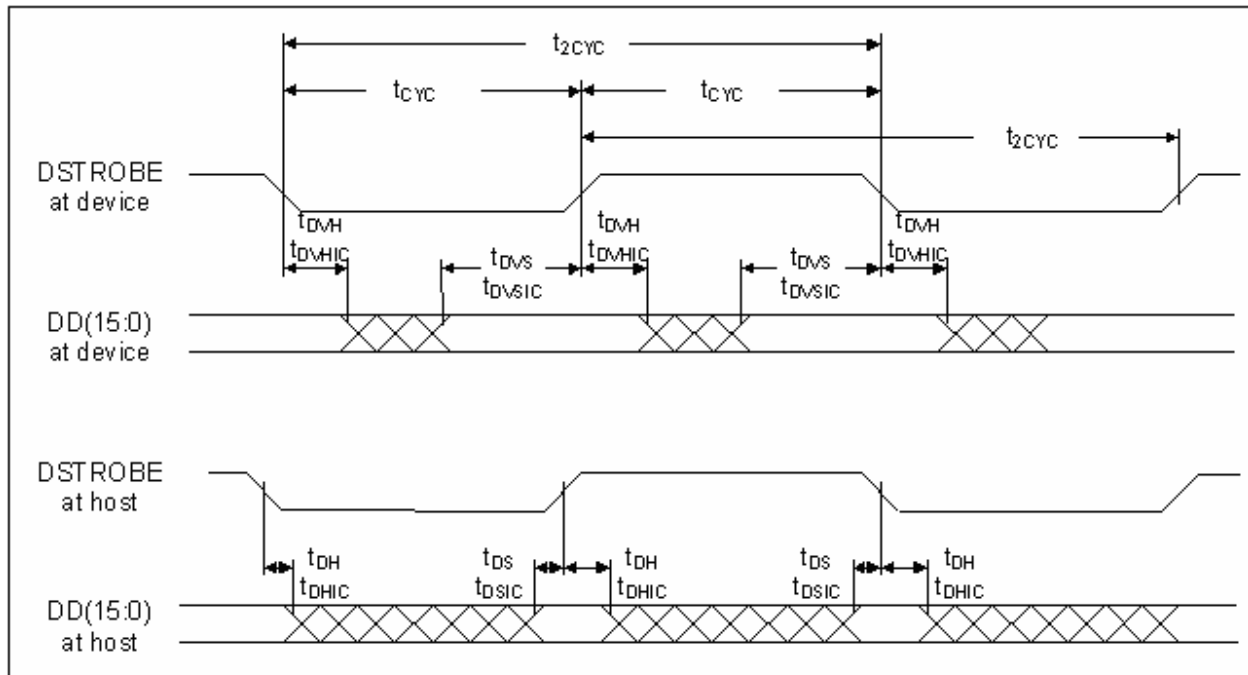 t2CYC
tCYC tCYC
t2CYC
DSTROBE
at device
tDVH tDVH tDVH
tDVHIC tDVS tDVHIC tDVS tDVHIC
tDVSIC tDVSIC
DD(15:0)
at device
DSTROBE
at host
tDH tDS tDH tDS tDH
tDHIC tDSIC tDHIC tDSIC tDHIC
DD(15:0)
at host